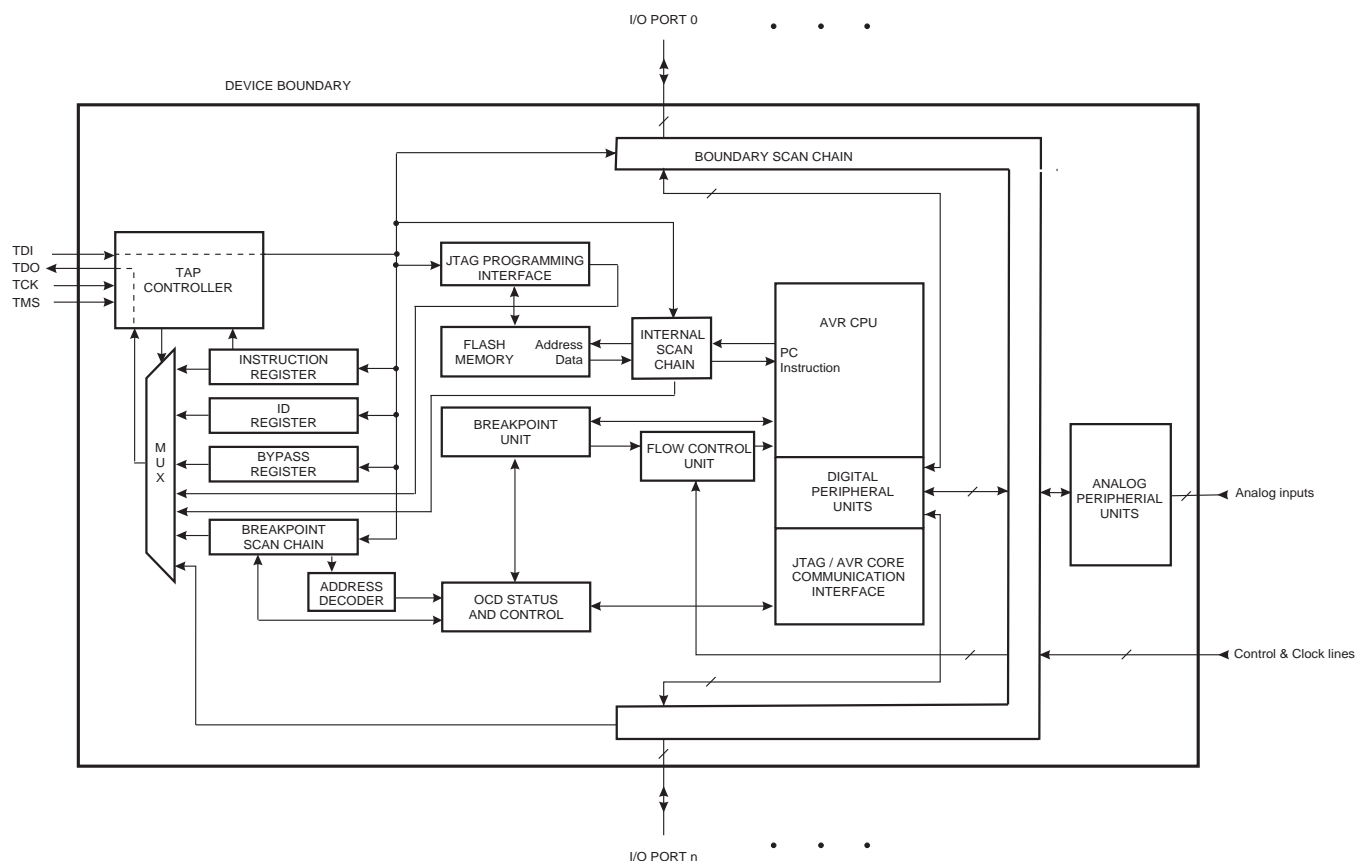 I/O PORT 0
DEVICE BOUNDARY
BOUNDARY SCAN CHAIN
TDI
TDO
TCK
TMS
TAP
CONTROLLER
JTAG PROGRAMMING
INTERFACE
FLASH
MEMORY
Address
Data
INTERNAL
SCAN
CHAIN
AVR CPU
PC
Instruction
INSTRUCTION
REGISTER
ID
REGISTER
BYPASS
REGISTER
M
U
X
BREAKPOINT
UNIT
FLOW CONTROL
UNIT
DIGITAL
PERIPHERAL
UNITS
ANALOG
PERIPHERIAL
UNITS
Analog inputs
BREAKPOINT
SCAN CHAIN
ADDRESS
DECODER
OCD STATUS
AND CONTROL
JTAG / AVR CORE
COMMUNICATION
INTERFACE
Control & Clock lines
I/O PORT n